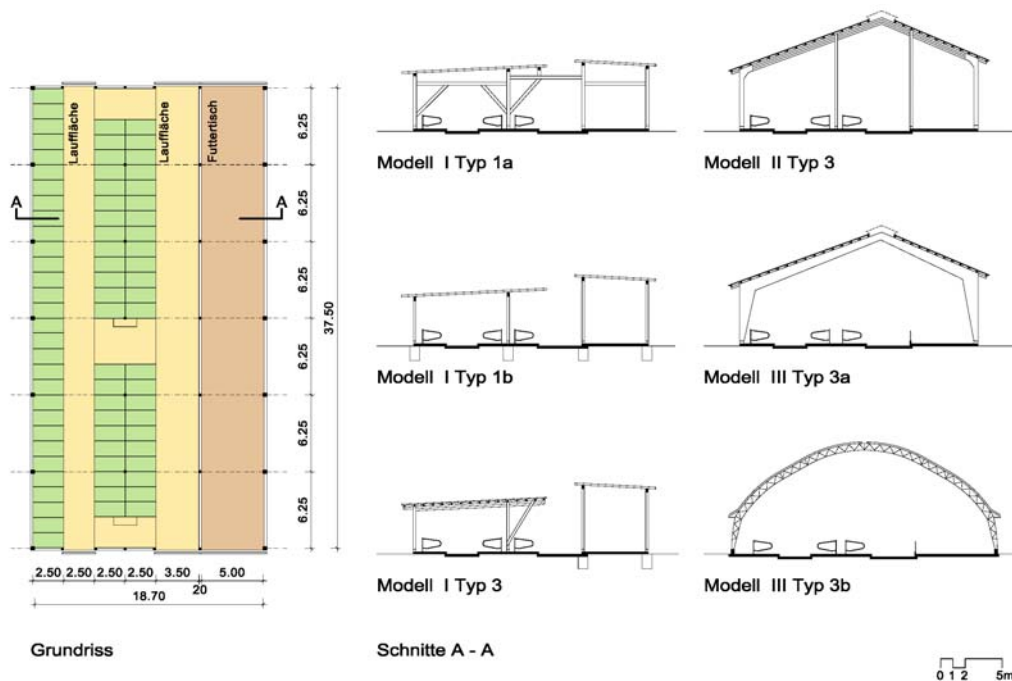 Lauffläche
Lauffläche
Futtertisch
A
A
6.25
6.25
6.25
6.25
6.25
6.25
37.50
2.50 2.50 2.50 2.50 3.50 5.00
20
18.70
Grundriss
Modell I Typ 1a
Modell II Typ 3
Modell I Typ 1b
Modell III Typ 3a
Modell I Typ 3
Modell III Typ 3b
Schnitte A - A
0 1 2 5m